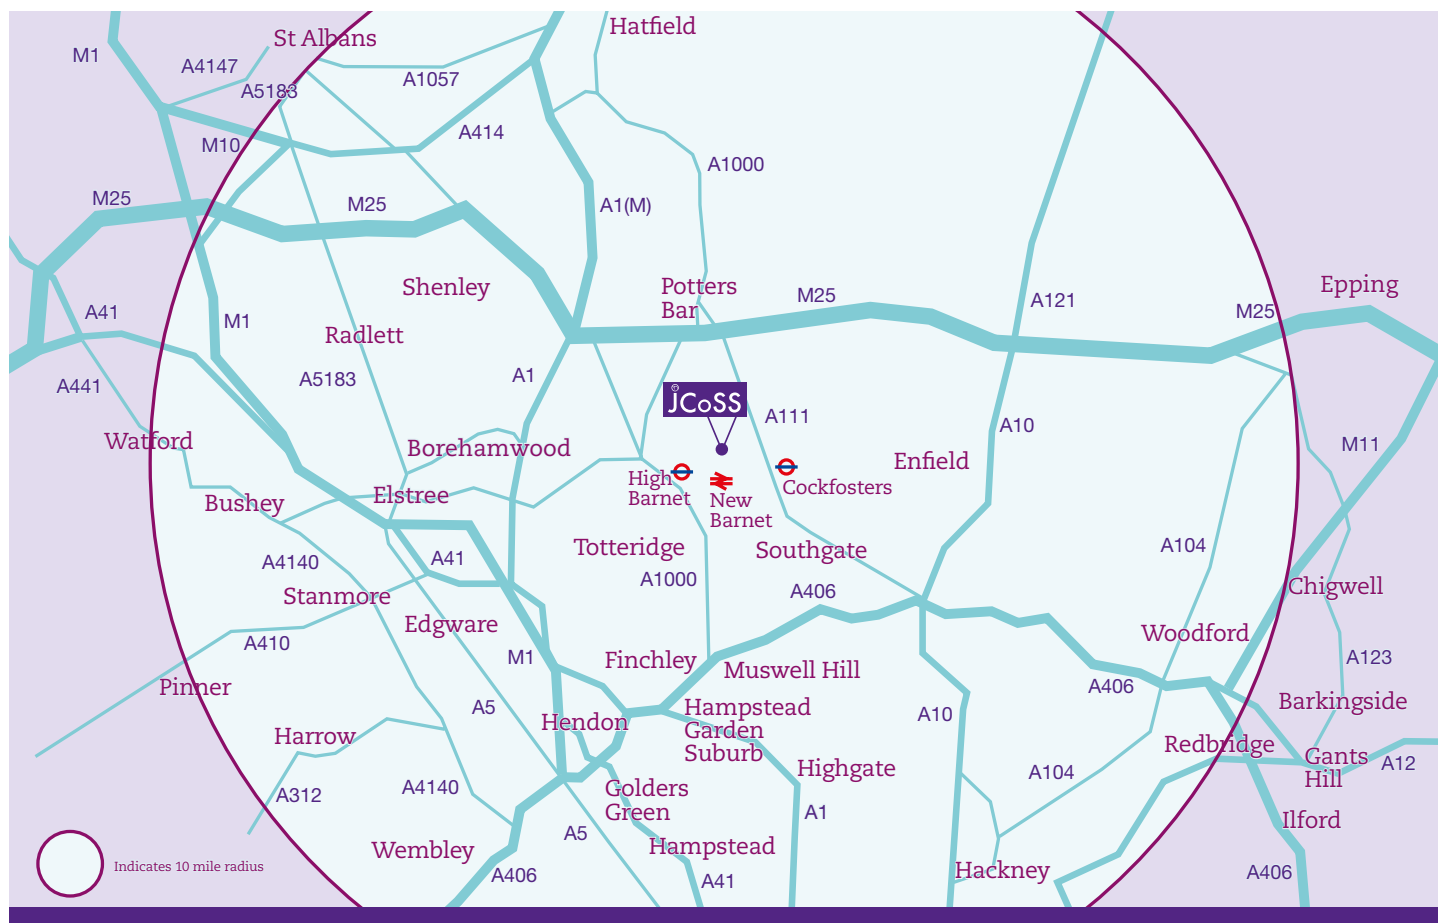 Hatfield
St Albans
M1
A4147
A1057
A5183
A414
M10
A1000
M25
M25
A1(M)
Shenley
Potters
Bar
M25
A121
Epping
M25
A41
M1
Radlett
A441
A5183
A1
JCoSS
A111
A10
M11
Watford
Borehamwood
Enfield
High
Barnet
New
Barnet
Cockfosters
Bushey
Elstree
A4140
A41
Totteridge
Southgate
A104
A1000
A406
Chigwell
Stanmore
Edgware
A410
M1
Finchley
Muswell Hill
Woodford
A123
Pinner
A5
Hendon
Hampstead
Garden
Suburb
A10
A406
Barkingside
Harrow
Redbridge
Gants
Hill
A12
Highgate
A104
A312
A4140
Golders
Green
A1
A5
Ilford
Wembley
Hampstead
Hackney
A406
A41
A406
Indicates 10 mile radius